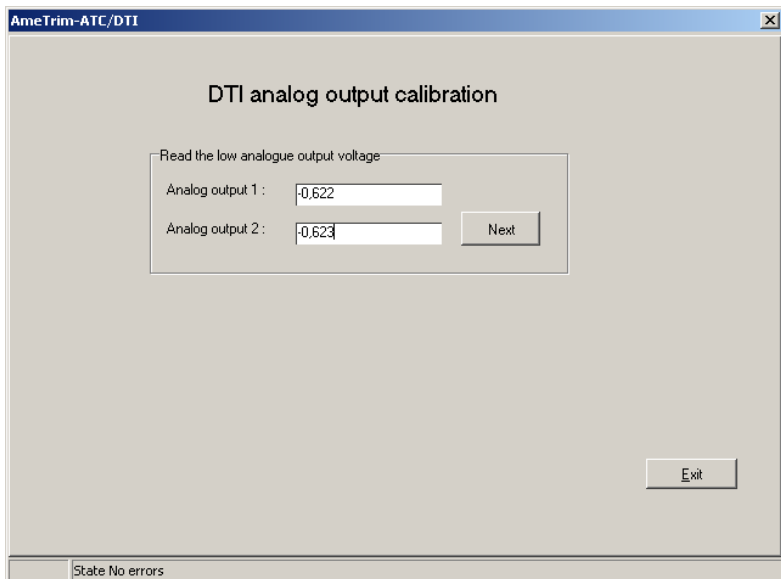 AmeTrim-ATC/DTI
DTI analog output calibration
Read the low analogue output voltage
Analog output 1 : -0,622
Analog output 2 : -0,623
Next
Exit
State No errors